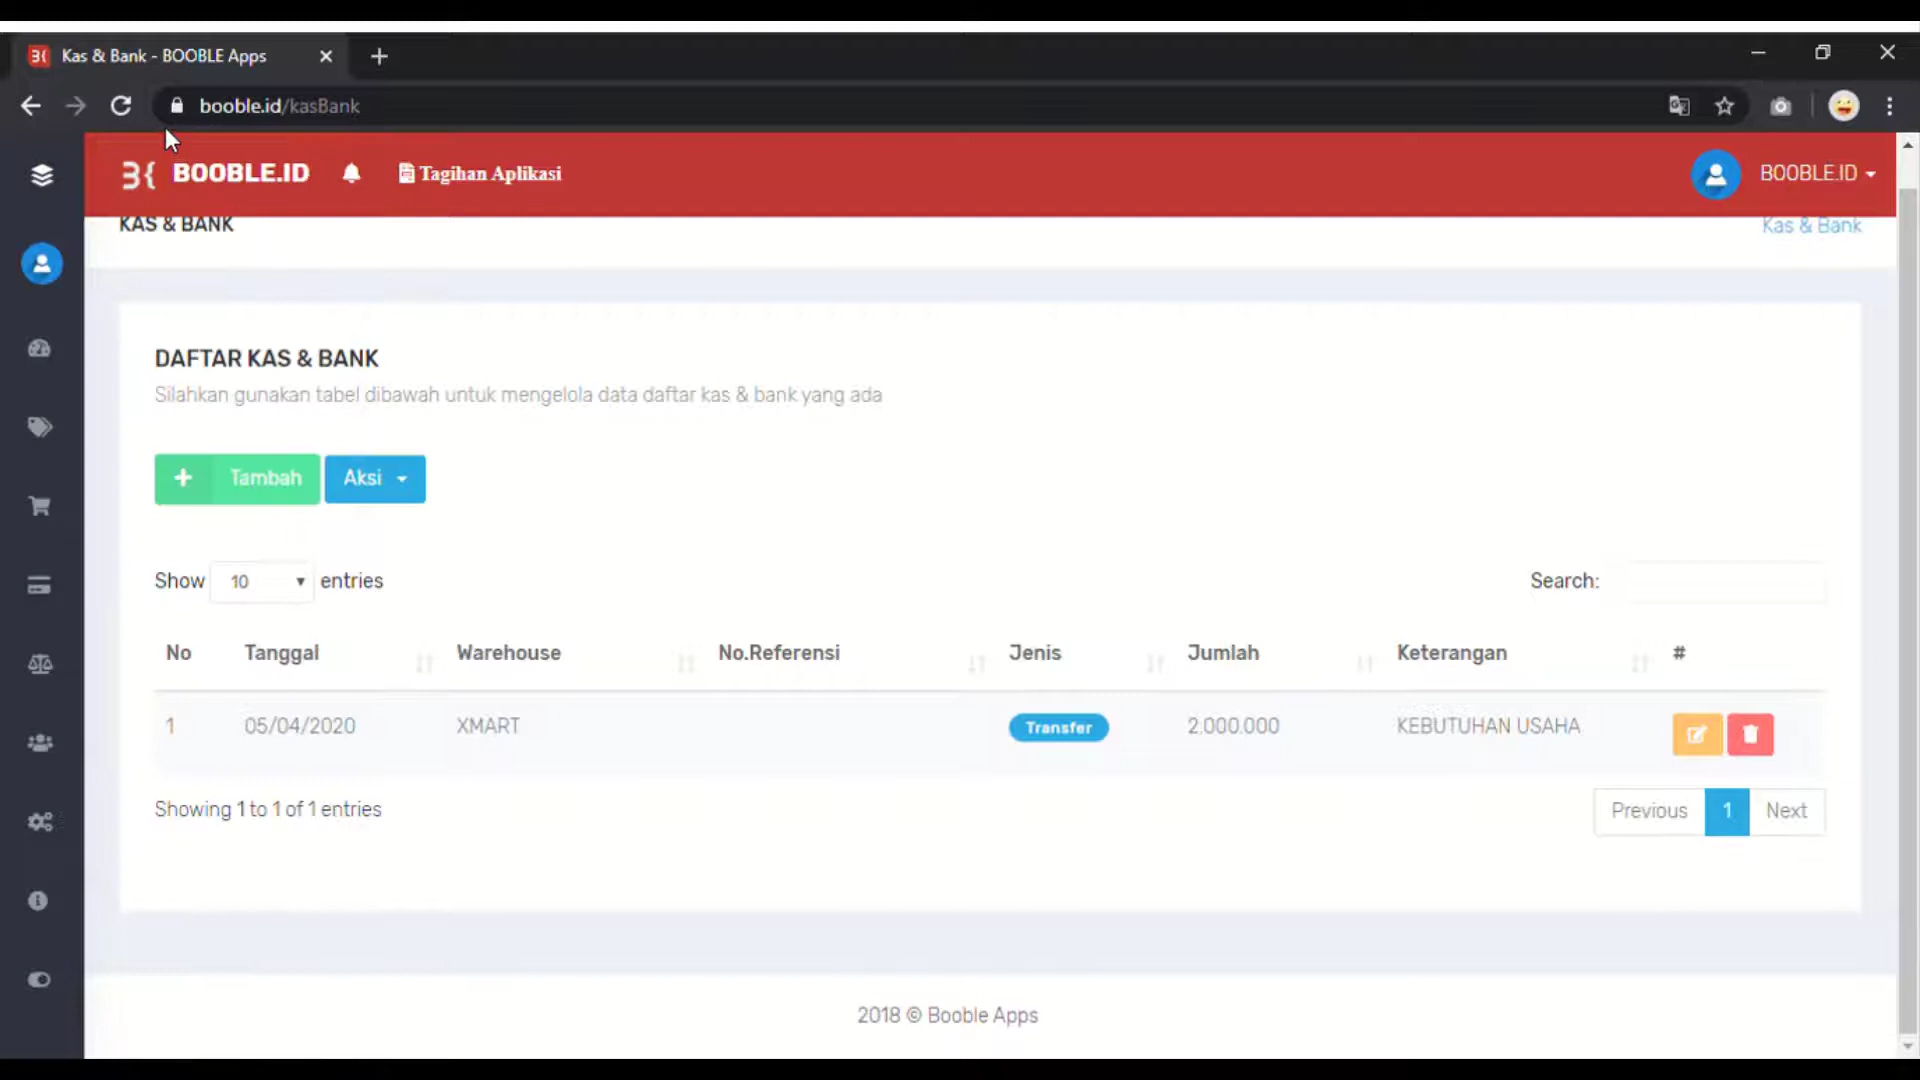 Kas & Bank - BOOBLE Apps
booble.id/kasBank
BOOBLE.ID
Tagihan Aplikasi
BOOBLE.ID
KAS & BANK
Kas & Bank
DAFTAR KAS & BANK
Silahkan gunakan tabel dibawah untuk mengelola data daftar kas & bank yang ada
+ Tambah
Aksi
Show 10 entries
Search:
No Tanggal Warehouse No.Referensi Jenis Jumlah Keterangan #
1 05/04/2020 XMART Transfer 2.000.000 KEBUTUHAN USAHA
Showing 1 to 1 of 1 entries
Previous 1 Next
2018 © Booble Apps